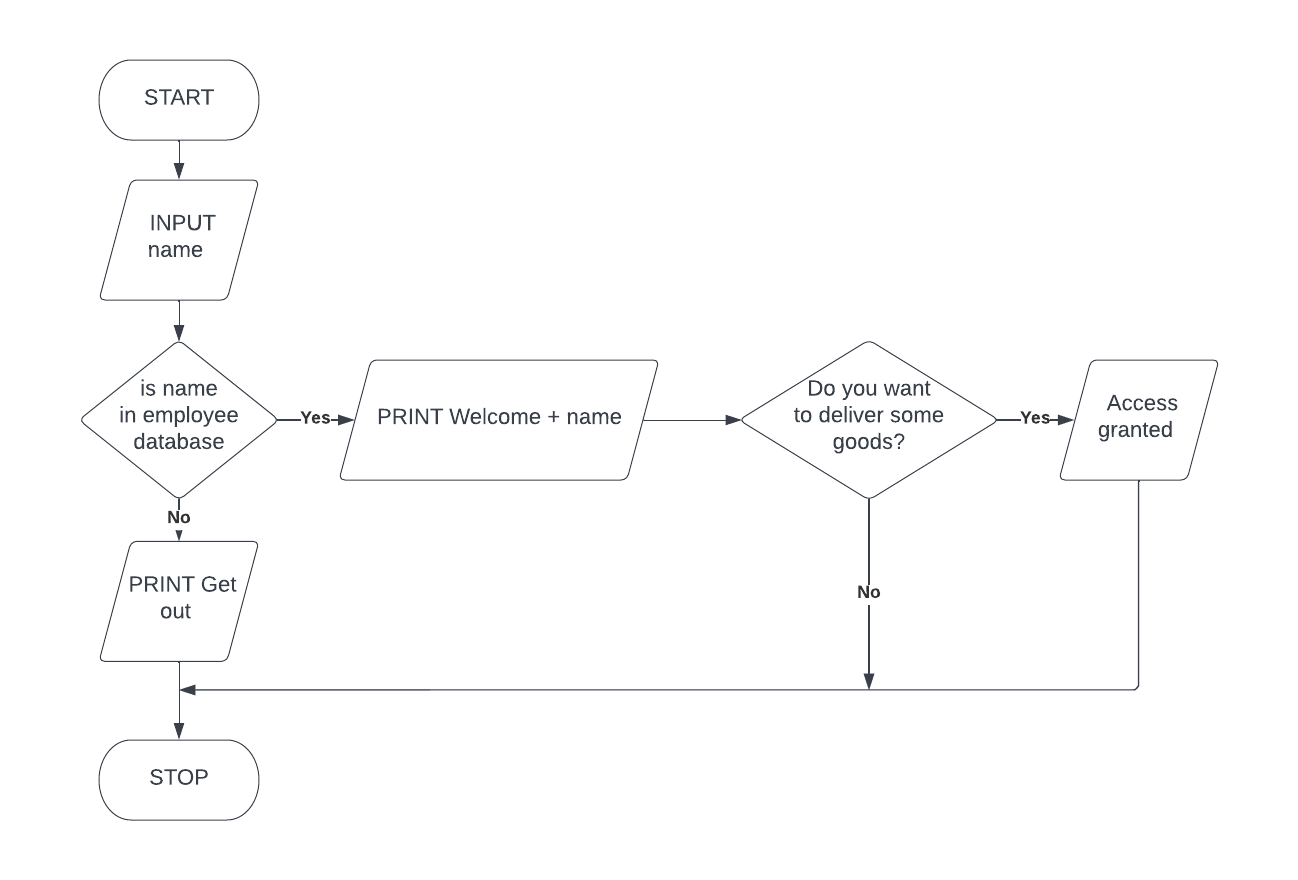 START
INPUT
name
is name
in employee
database
Yes
PRINT Welcome + name
Do you want
to deliver some
goods?
Yes
Access
granted
No
PRINT Get
out
No
STOP